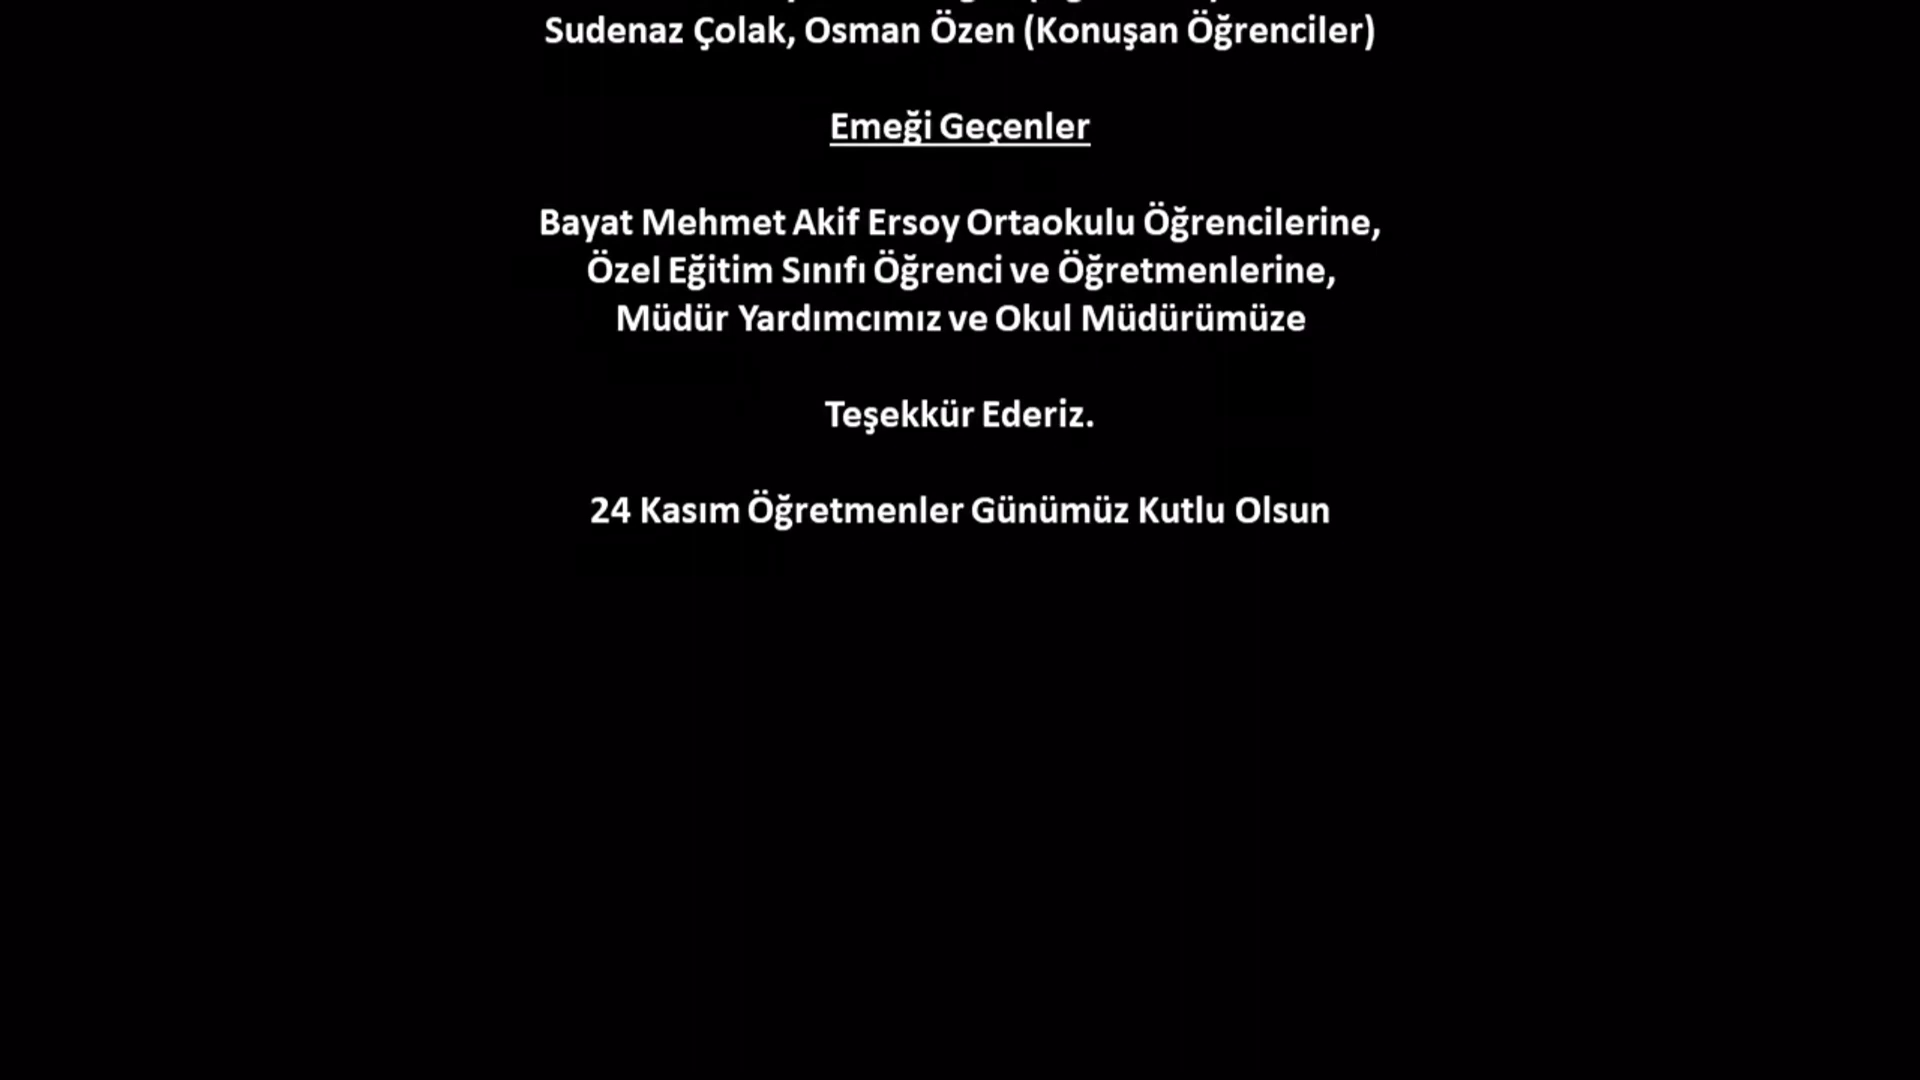 Sudenaz Çolak, Osman Özen (Konuşan Öğrenciler)
Emeği Geçenler
Bayat Mehmet Akif Ersoy Ortaokulu Öğrencilerine,
Özel Eğitim Sınıfı Öğrenci ve Öğretmenlerine,
Müdür Yardımcımız ve Okul Müdürümüze
Teşekkür Ederiz.
24 Kasım Öğretmenler Günümüz Kutlu Olsun